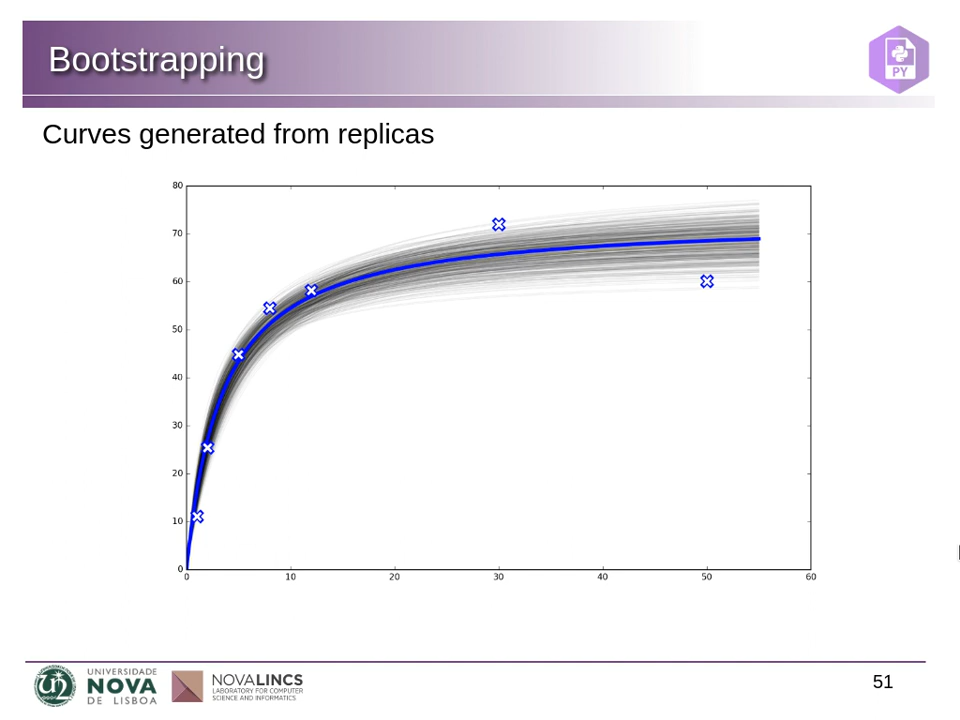 Bootstrapping
PY
Curves generated from replicas
80
70
60
50
40
30
20
10
0
0 10 20 30 40 50 60
UNIVERSIDADE
NOVA
DE LISBOA
NOVALINCS
LABORATORY FOR COMPUTER
SCIENCE AND INFORMATICS
51